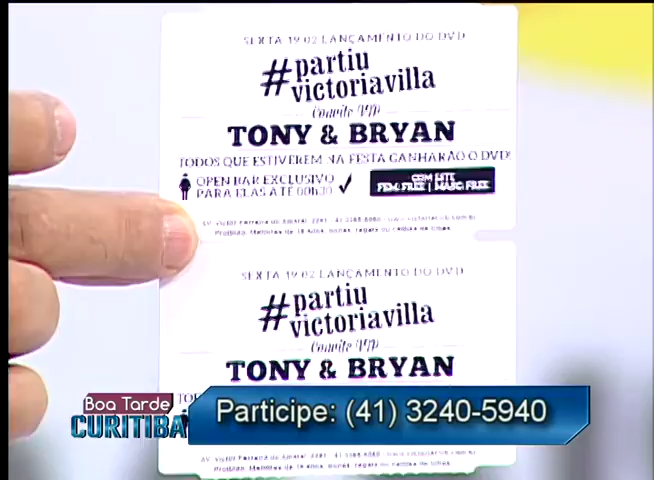 SEXTA 19.02 LANÇAMENTO DO DVD
#partiu
victoriavilla
Convite Vip
TONY & BRYAN
TODOS QUE ESTIVEREM NA FESTA GANHARÃO O DVD!
OPEN BAR EXCLUSIVO
PARA ELAS ATÉ 00h30
FEM: FREE | MASC: FREE
SEXTA 19.02 LANÇAMENTO DO DVD
#partiu
victoriavilla
Convite Vip
TONY & BRYAN
Boa Tarde
CURITIBA
Participe: (41) 3240-5940